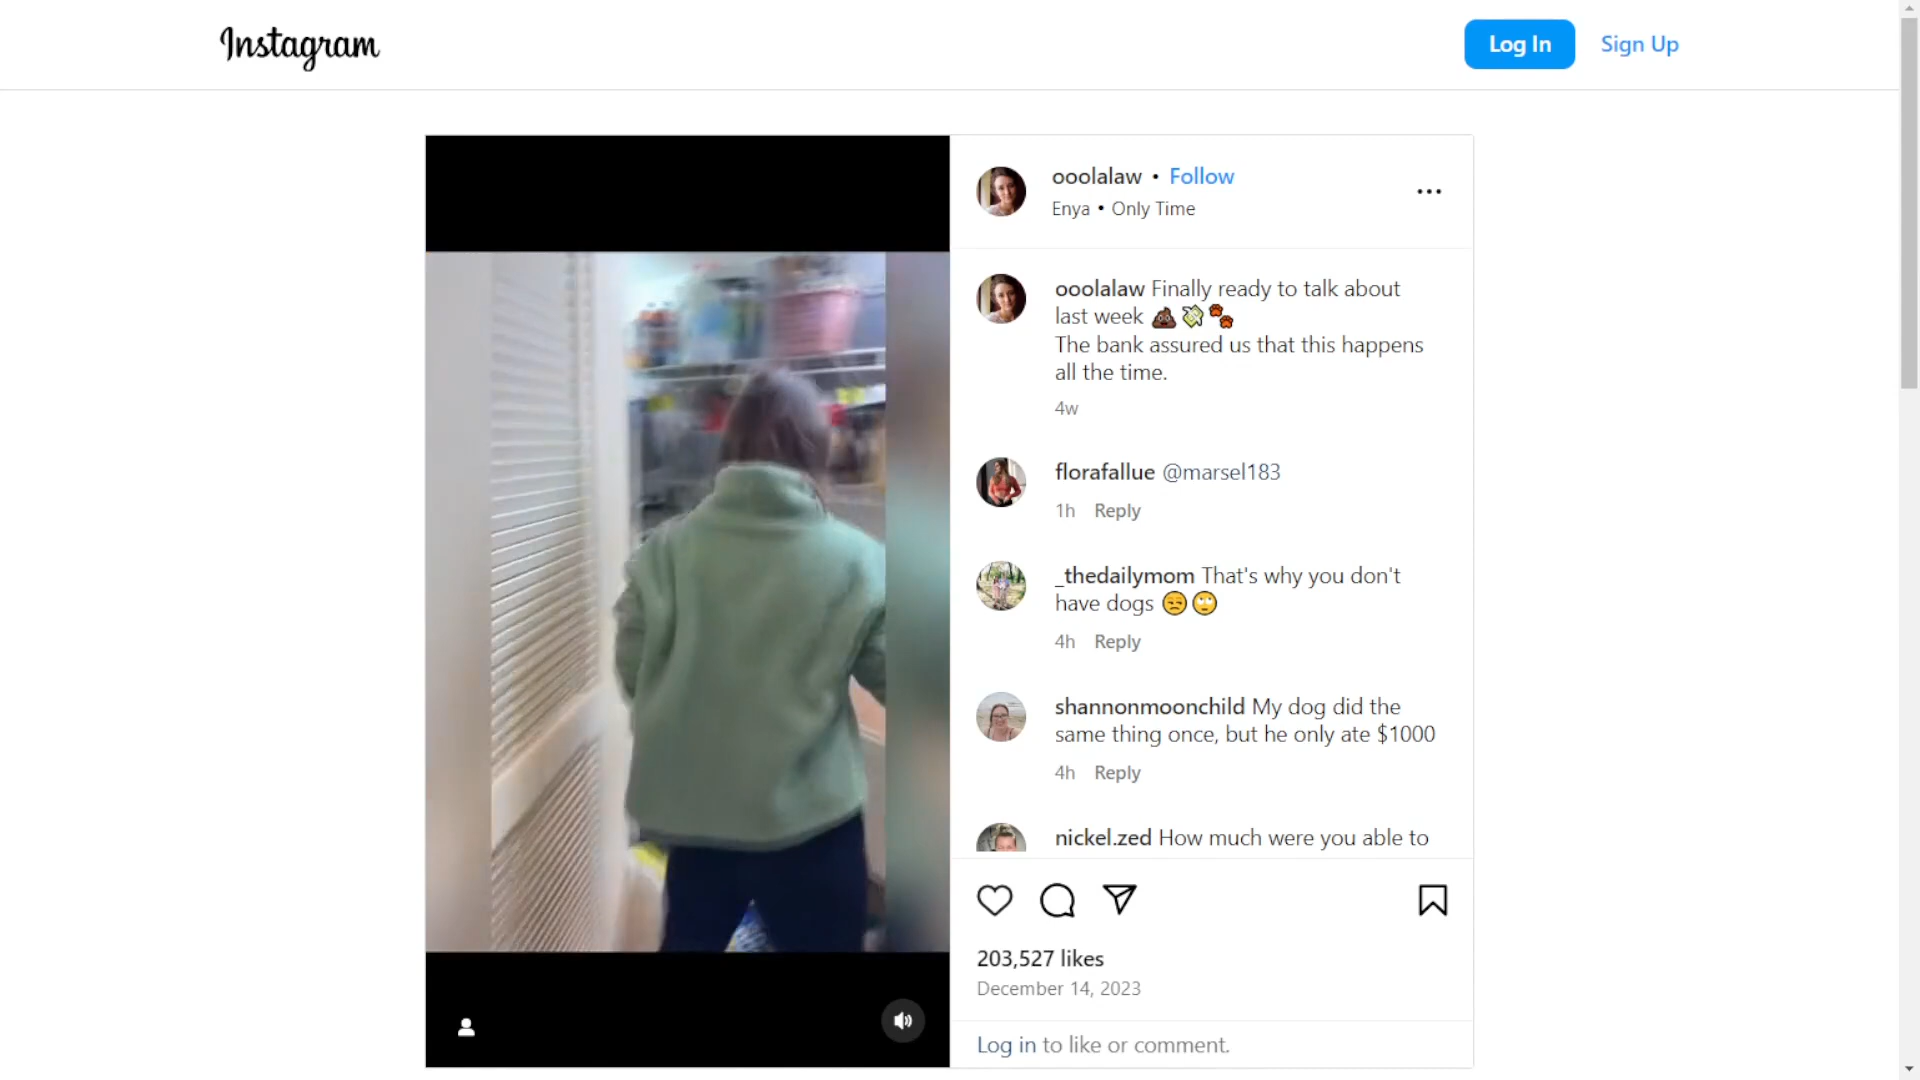 Instagram
Log In
Sign Up
ooolalaw • Follow
Enya • Only Time
ooolalaw Finally ready to talk about
last week 💩💸🐾
The bank assured us that this happens
all the time.
4w
florafallue @marsel183
1h Reply
_thedailymom That's why you don't
have dogs 😒🙄
4h Reply
shannonmoonchild My dog did the
same thing once, but he only ate $1000
4h Reply
nickel.zed How much were you able to
203,527 likes
December 14, 2023
Log in to like or comment.